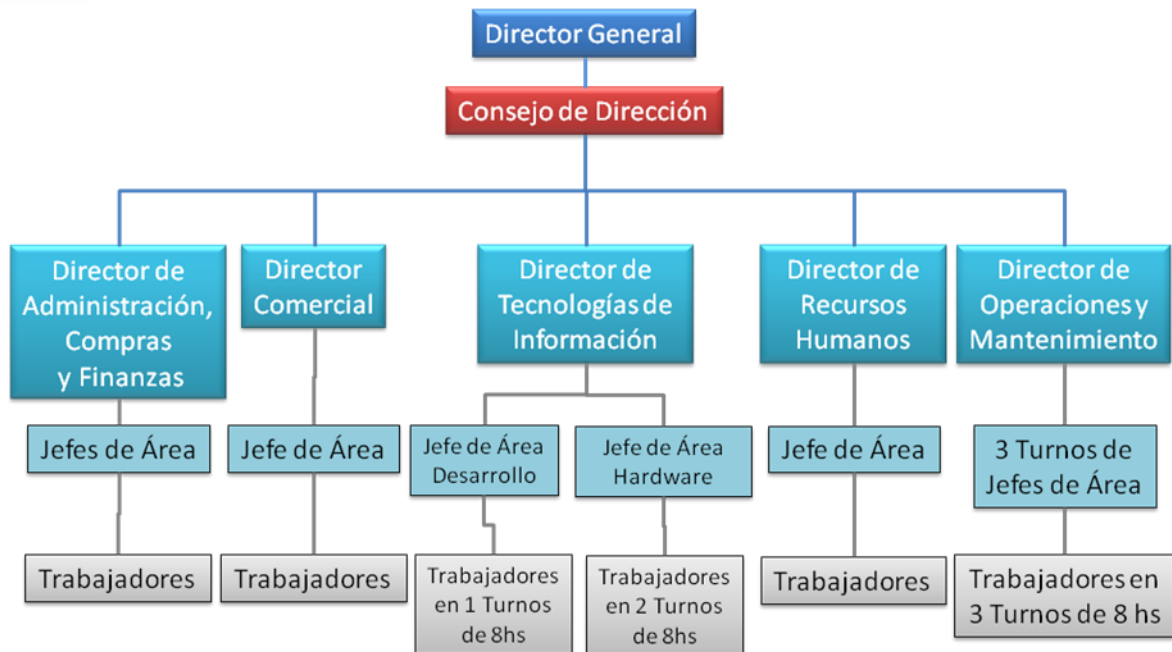 Director General
Consejo de Dirección
Director de
Administración,
Compras
y Finanzas
Director
Comercial
Director de
Tecnologías de
Información
Director de
Recursos
Humanos
Director de
Operaciones y
Mantenimiento
Jefes de Área
Jefe de Área
Jefe de Área
Desarrollo
Jefe de Área
Hardware
Jefe de Área
3 Turnos de
Jefes de Área
Trabajadores
Trabajadores
Trabajadores
en 1 Turnos
de 8hs
Trabajadores
en 2 Turnos
de 8hs
Trabajadores
Trabajadores en
3 Turnos de 8 hs